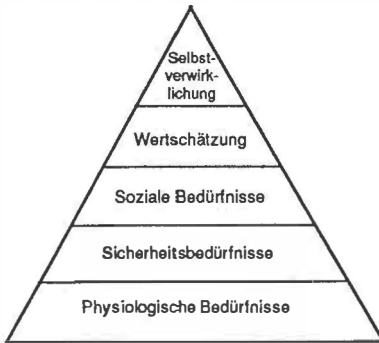 Selbst-
verwirk-
lichung
Wertschätzung
Soziale Bedürfnisse
Sicherheitsbedürfnisse
Physiologische Bedürfnisse